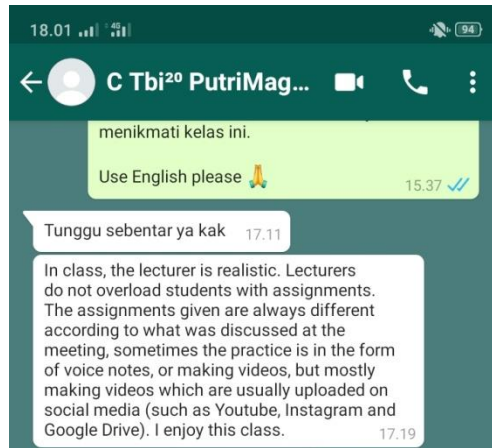 18.01 4G 94
C Tbi²⁰ PutriMag...
menikmati kelas ini.
Use English please 🙏
15.37
Tunggu sebentar ya kak 17.11
In class, the lecturer is realistic. Lecturers
do not overload students with assignments.
The assignments given are always different
according to what was discussed at the
meeting, sometimes the practice is in the form
of voice notes, or making videos, but mostly
making videos which are usually uploaded on
social media (such as Youtube, Instagram and
Google Drive). I enjoy this class. 17.19